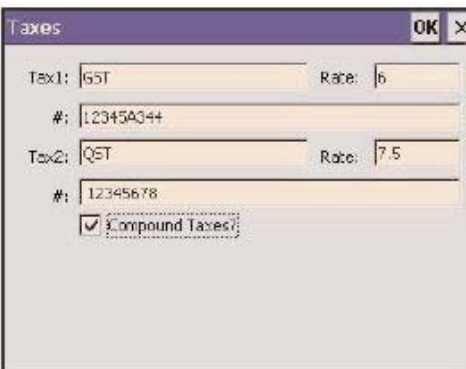 Taxes OK X
Tax1: GST Rate: 6
#: 12345A344
Tax2: QST Rate: 7.5
#: 12345678
Compound Taxes?